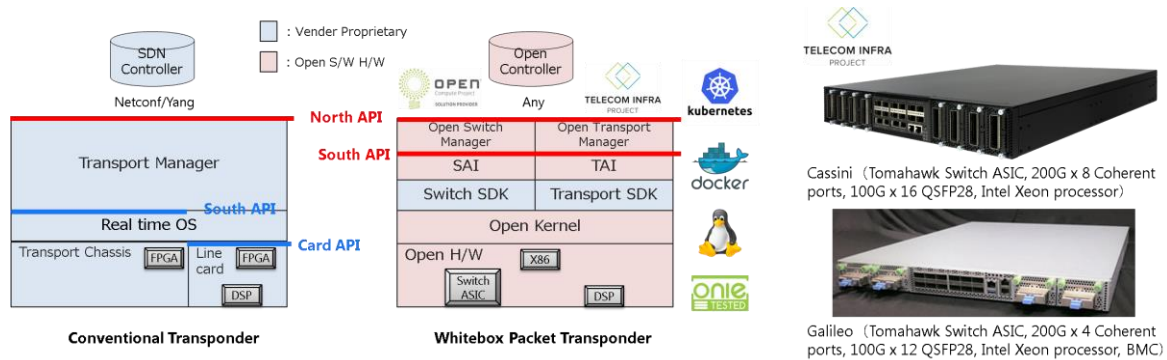 : Vender Proprietary
: Open S/W H/W
SDN
Controller
Netconf/Yang
North API
Transport Manager
South API
Real time OS
Card API
Transport Chassis
FPGA
Line
card
FPGA
DSP
Conventional Transponder
Open
Controller
Any
OPEN
Compute Project
SOLUTION PROVIDER
TELECOM INFRA
PROJECT
Open Switch
Manager
Open Transport
Manager
South API
SAI
TAI
Switch SDK
Transport SDK
Open Kernel
Open H/W
X86
Switch
ASIC
DSP
Whitebox Packet Transponder
kubernetes
docker
onie
TESTED
TELECOM INFRA
PROJECT
Cassini（Tomahawk Switch ASIC, 200G x 8 Coherent
ports, 100G x 16 QSFP28, Intel Xeon processor）
Galileo（Tomahawk Switch ASIC, 200G x 4 Coherent
ports, 100G x 12 QSFP28, Intel Xeon processor, BMC）